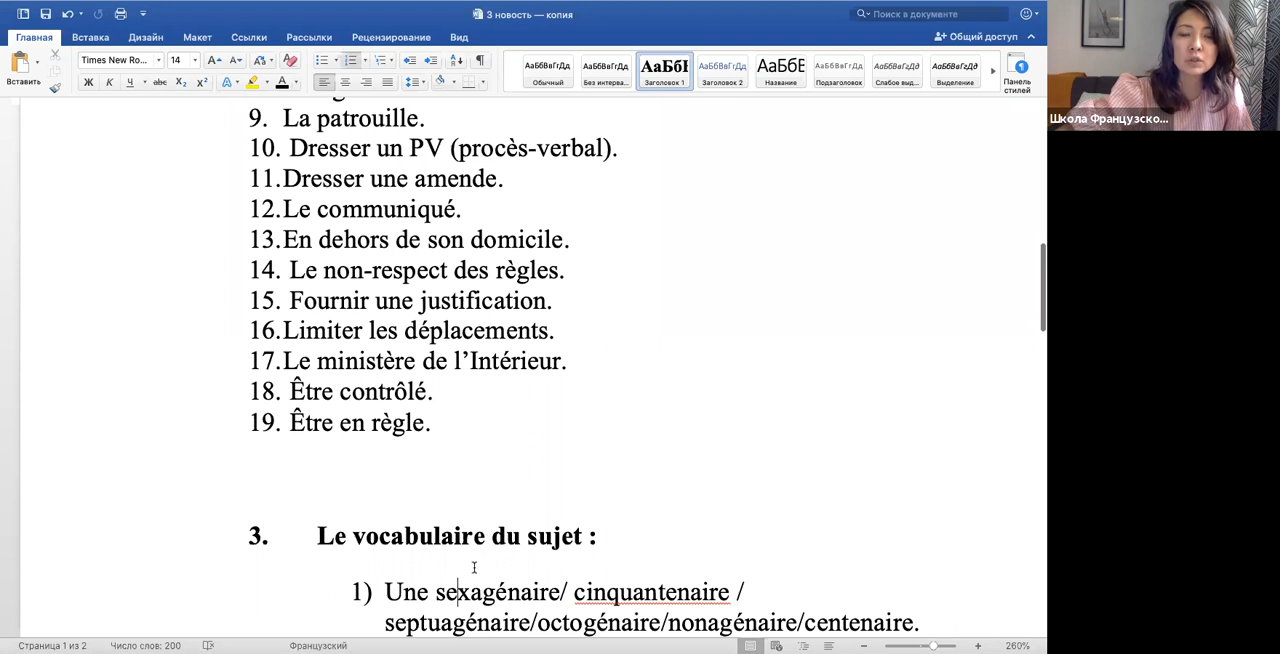 3 новость — копия
Поиск в документе
Главная Вставка Дизайн Макет Ссылки Рассылки Рецензирование Вид
Общий доступ
Вставить
Times New Ro... 14
Ж К Ч abc X₂ X² А
АаБбВвГгДд АаБбВвГгДд АаБбІ АаБбВвГгДд АаБбЕ АаБбВвГгДд АаБбВвГгДд АаБбВвГгДд
Обычный Без интерва... Заголовок 1 Заголовок 2 Название Подзаголовок Слабое выд... Выделение
Панель
стилей
Школа Французско...
9. La patrouille.
10. Dresser un PV (procès-verbal).
11. Dresser une amende.
12. Le communiqué.
13. En dehors de son domicile.
14. Le non-respect des règles.
15. Fournir une justification.
16. Limiter les déplacements.
17. Le ministère de l’Intérieur.
18. Être contrôlé.
19. Être en règle.
3. Le vocabulaire du sujet :
1) Une sexagénaire/ cinquantenaire /
septuagénaire/octogénaire/nonagénaire/centenaire.
Страница 1 из 2 Число слов: 200 Французский 260%